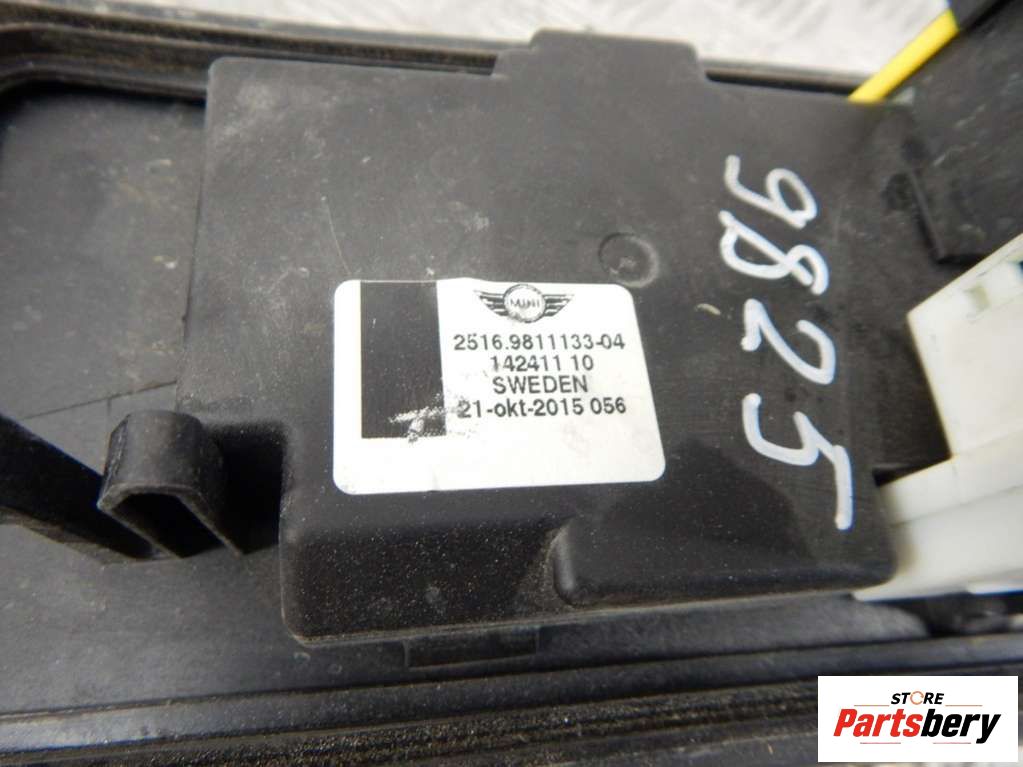 MINI
2516.9811133-04
142411 10
SWEDEN
21-okt-2015 056
9825
STORE
Partsbery